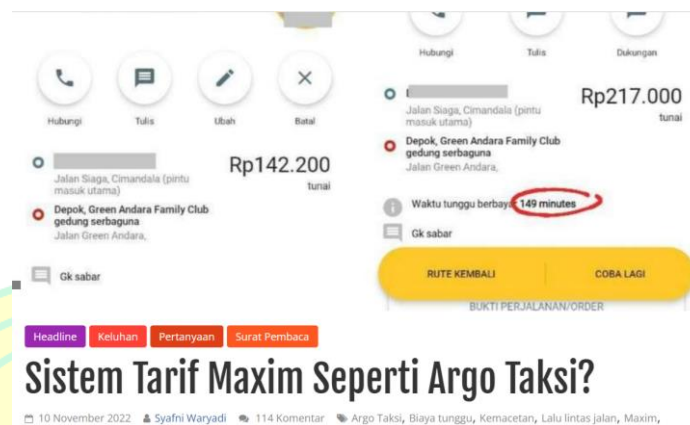 Hubungi Tulis Ubah Batal
Rp142.200
tunai
Jalan Siaga, Cimandala (pintu
masuk utama)
Depok, Green Andara Family Club
gedung serbaguna
Jalan Green Andara,
Gk sabar
Hubungi Tulis Dukungan
Rp217.000
tunai
Jalan Siaga, Cimandala (pintu
masuk utama)
Depok, Green Andara Family Club
gedung serbaguna
Jalan Green Andara,
Waktu tunggu berbayar 149 minutes
Gk sabar
RUTE KEMBALI COBA LAGI
BUKTI PERJALANAN/ORDER
Headline Keluhan Pertanyaan Surat Pembaca
Sistem Tarif Maxim Seperti Argo Taksi?
10 November 2022 Syafni Waryadi 114 Komentar Argo Taksi, Biaya tunggu, Kemacetan, Lalu lintas jalan, Maxim,